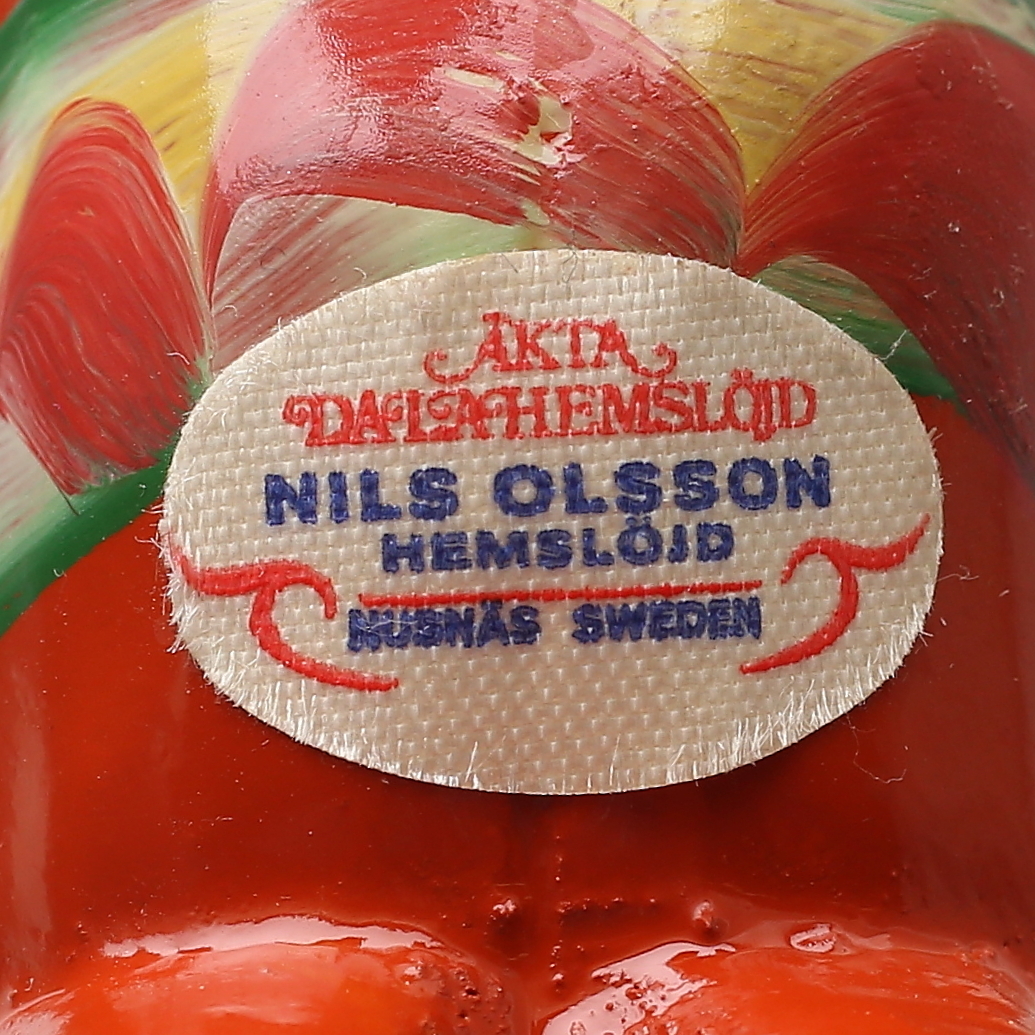 ÄKTA
DALAHEMSLÖJD
NILS OLSSON
HEMSLÖJD
NUSNÄS SWEDEN